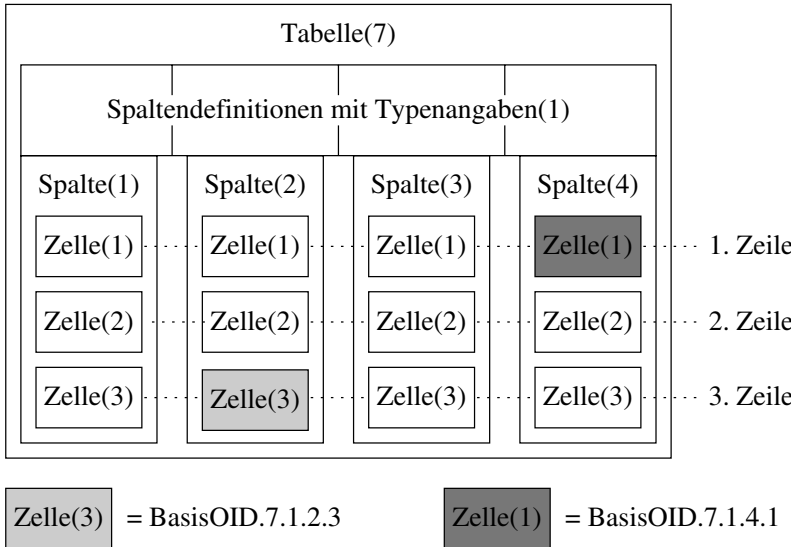 Tabelle(7)
Spaltendefinitionen mit Typenangaben(1)
Spalte(1) Spalte(2) Spalte(3) Spalte(4)
Zelle(1) Zelle(1) Zelle(1) Zelle(1) 1. Zeile
Zelle(2) Zelle(2) Zelle(2) Zelle(2) 2. Zeile
Zelle(3) Zelle(3) Zelle(3) Zelle(3) 3. Zeile
Zelle(3) = BasisOID.7.1.2.3 Zelle(1) = BasisOID.7.1.4.1